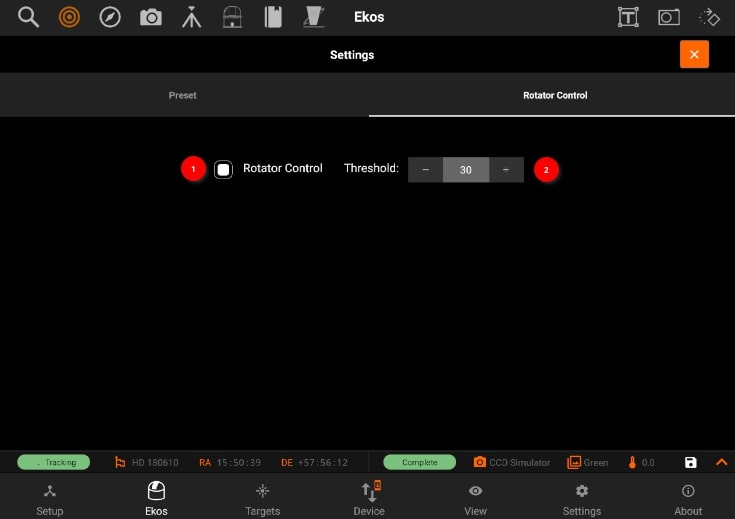 Ekos
Settings
Preset Rotator Control
1 Rotator Control Threshold: - 30 + 2
Tracking HD 180610 RA 15:50:39 DE +57:56:12 Complete CCD Simulator Green 0.0
Setup Ekos Targets Device View Settings About